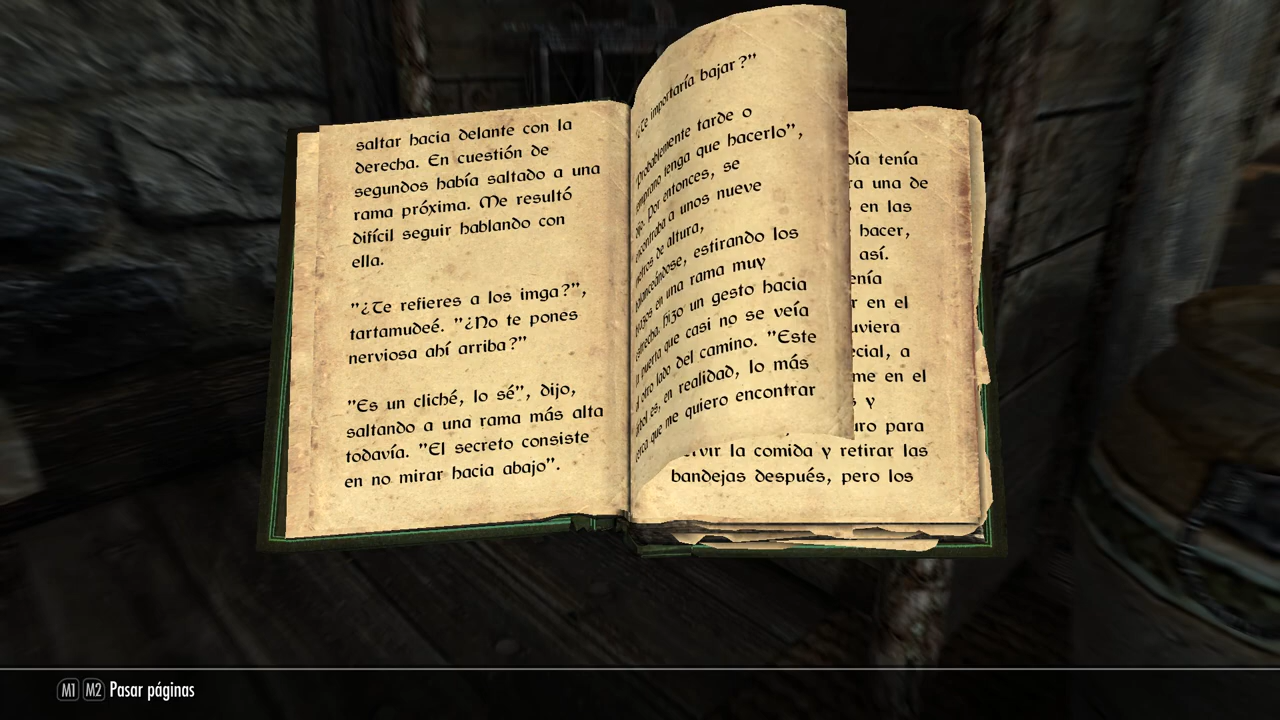 saltar hacia delante con la
derecha. En cuestión de
segundos había saltado a una
rama próxima. Me resultó
difícil seguir hablando con
ella.
"¿Te refieres a los imga?",
tartamudeé. "¿No te pones
nerviosa ahí arriba?"
"Es un cliché, lo sé", dijo,
saltando a una rama más alta
todavía. "El secreto consiste
en no mirar hacia abajo".
"¿Te importaría bajar?"
"Probablemente tarde o
temprano tenga que hacerlo",
dijo. Por entonces, se
encontraba a unos nueve
metros de altura,
balanceándose, estirando los
brazos en una rama muy
estrecha. Hizo un gesto hacia
la puerta que casi no se veía
al otro lado del camino. "Este
árbol es, en realidad, lo más
cerca que me quiero encontrar
tenía
una de
en las
hacer,
así.
en el
a
me en el
y
para
la comida y retirar las
bandejas después, pero los
M1 M2 Pasar páginas